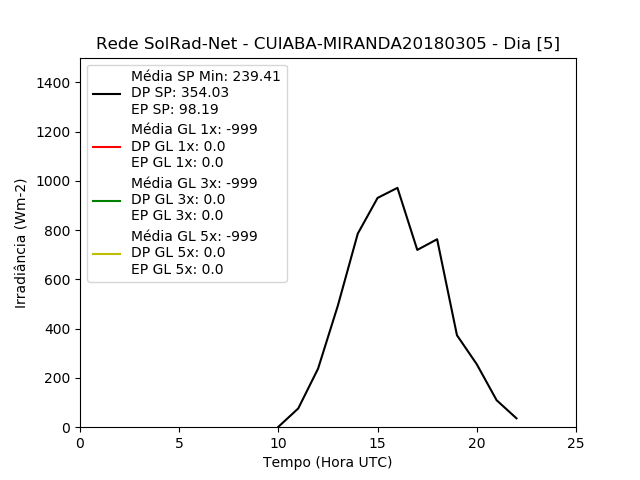 Rede SolRad-Net - CUIABA-MIRANDA20180305 - Dia [5]
Média SP Min: 239.41
DP SP: 354.03
EP SP: 98.19
Média GL 1x: -999
DP GL 1x: 0.0
EP GL 1x: 0.0
Média GL 3x: -999
DP GL 3x: 0.0
EP GL 3x: 0.0
Média GL 5x: -999
DP GL 5x: 0.0
EP GL 5x: 0.0
Irradiância (Wm-2)
1400
1200
1000
800
600
400
200
0
0 5 10 15 20 25
Tempo (Hora UTC)